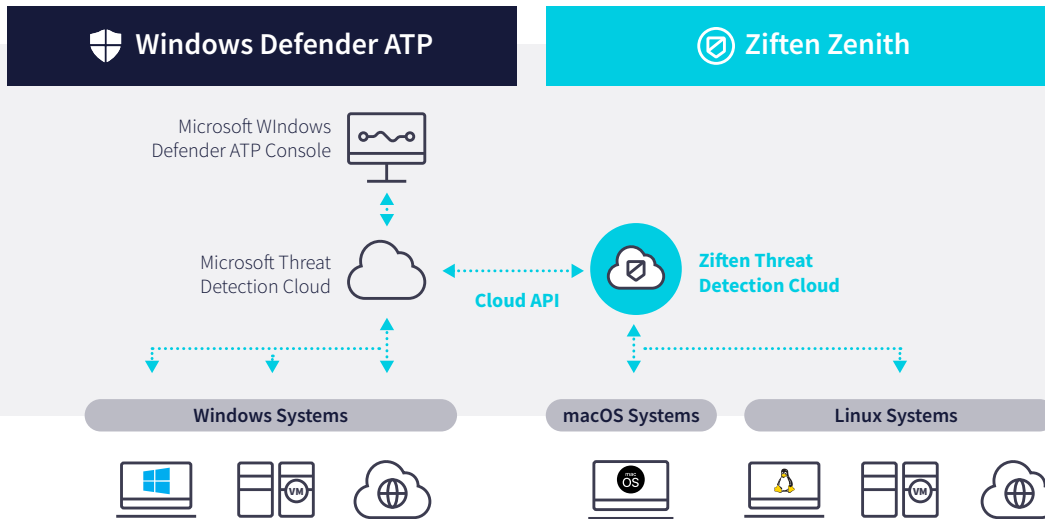 Windows Defender ATP
Ziften Zenith
Microsoft WIndows
Defender ATP Console
Microsoft Threat
Detection Cloud
Cloud API
Ziften Threat
Detection Cloud
Windows Systems
macOS Systems
Linux Systems
VM
mac
OS
VM